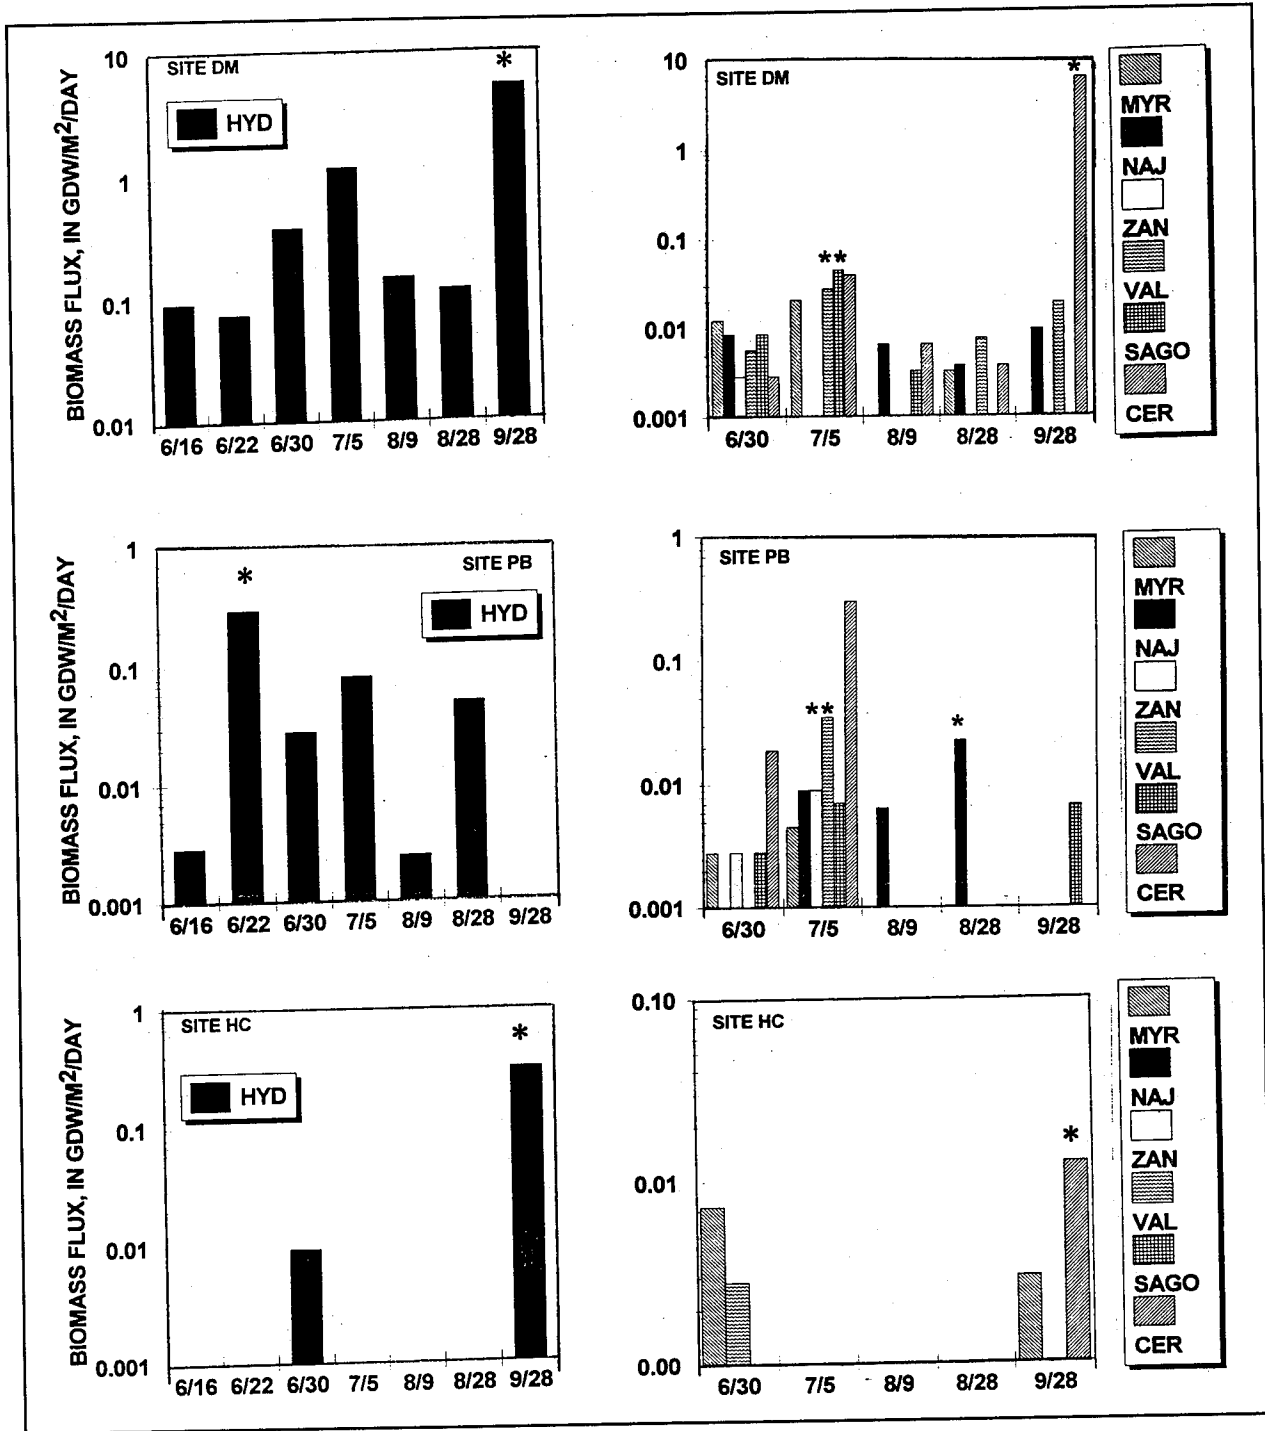 SITE DM
HYD
BIOMASS FLUX, IN GDW/M²/DAY
10
*
1
0.1
0.01
6/16 6/22 6/30 7/5 8/9 8/28 9/28
SITE DM
10
*
1
0.1
**
0.01
0.001
6/30 7/5 8/9 8/28 9/28
MYR
NAJ
ZAN
VAL
SAGO
CER
SITE PB
HYD
BIOMASS FLUX, IN GDW/M²/DAY
1
*
0.1
0.01
0.001
6/16 6/22 6/30 7/5 8/9 8/28 9/28
SITE PB
1
0.1
** *
0.01
0.001
6/30 7/5 8/9 8/28 9/28
MYR
NAJ
ZAN
VAL
SAGO
CER
SITE HC
HYD
BIOMASS FLUX, IN GDW/M²/DAY
1
*
0.1
0.01
0.001
6/16 6/22 6/30 7/5 8/9 8/28 9/28
SITE HC
0.10
*
0.01
0.00
6/30 7/5 8/9 8/28 9/28
MYR
NAJ
ZAN
VAL
SAGO
CER